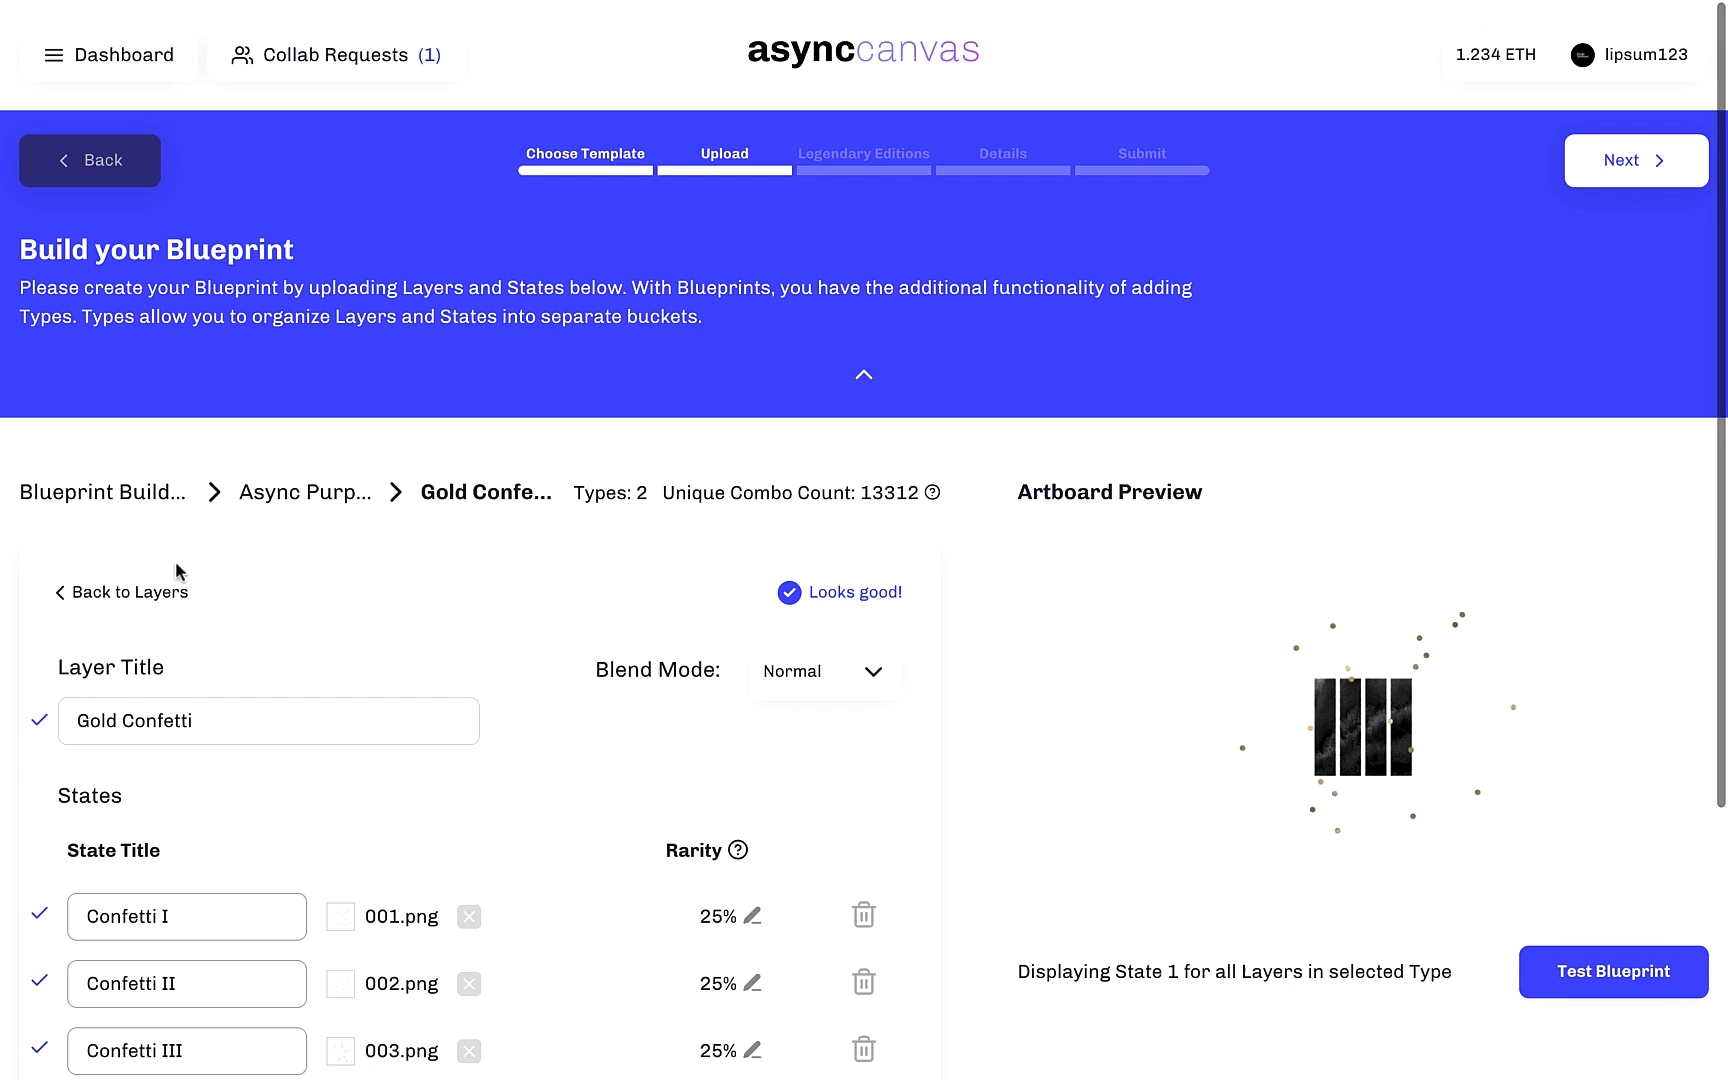 Dashboard
Collab Requests (1)
asynccanvas
1.234 ETH
lipsum123
Back
Choose Template
Upload
Legendary Editions
Details
Submit
Next
Build your Blueprint
Please create your Blueprint by uploading Layers and States below. With Blueprints, you have the additional functionality of adding
Types. Types allow you to organize Layers and States into separate buckets.
Blueprint Build...
Async Purp...
Gold Confe...
Types: 2
Unique Combo Count: 13312
Artboard Preview
Back to Layers
Looks good!
Layer Title
Blend Mode:
Normal
Gold Confetti
States
State Title
Rarity
Confetti I
001.png
25%
Confetti II
002.png
25%
Displaying State 1 for all Layers in selected Type
Test Blueprint
Confetti III
003.png
25%